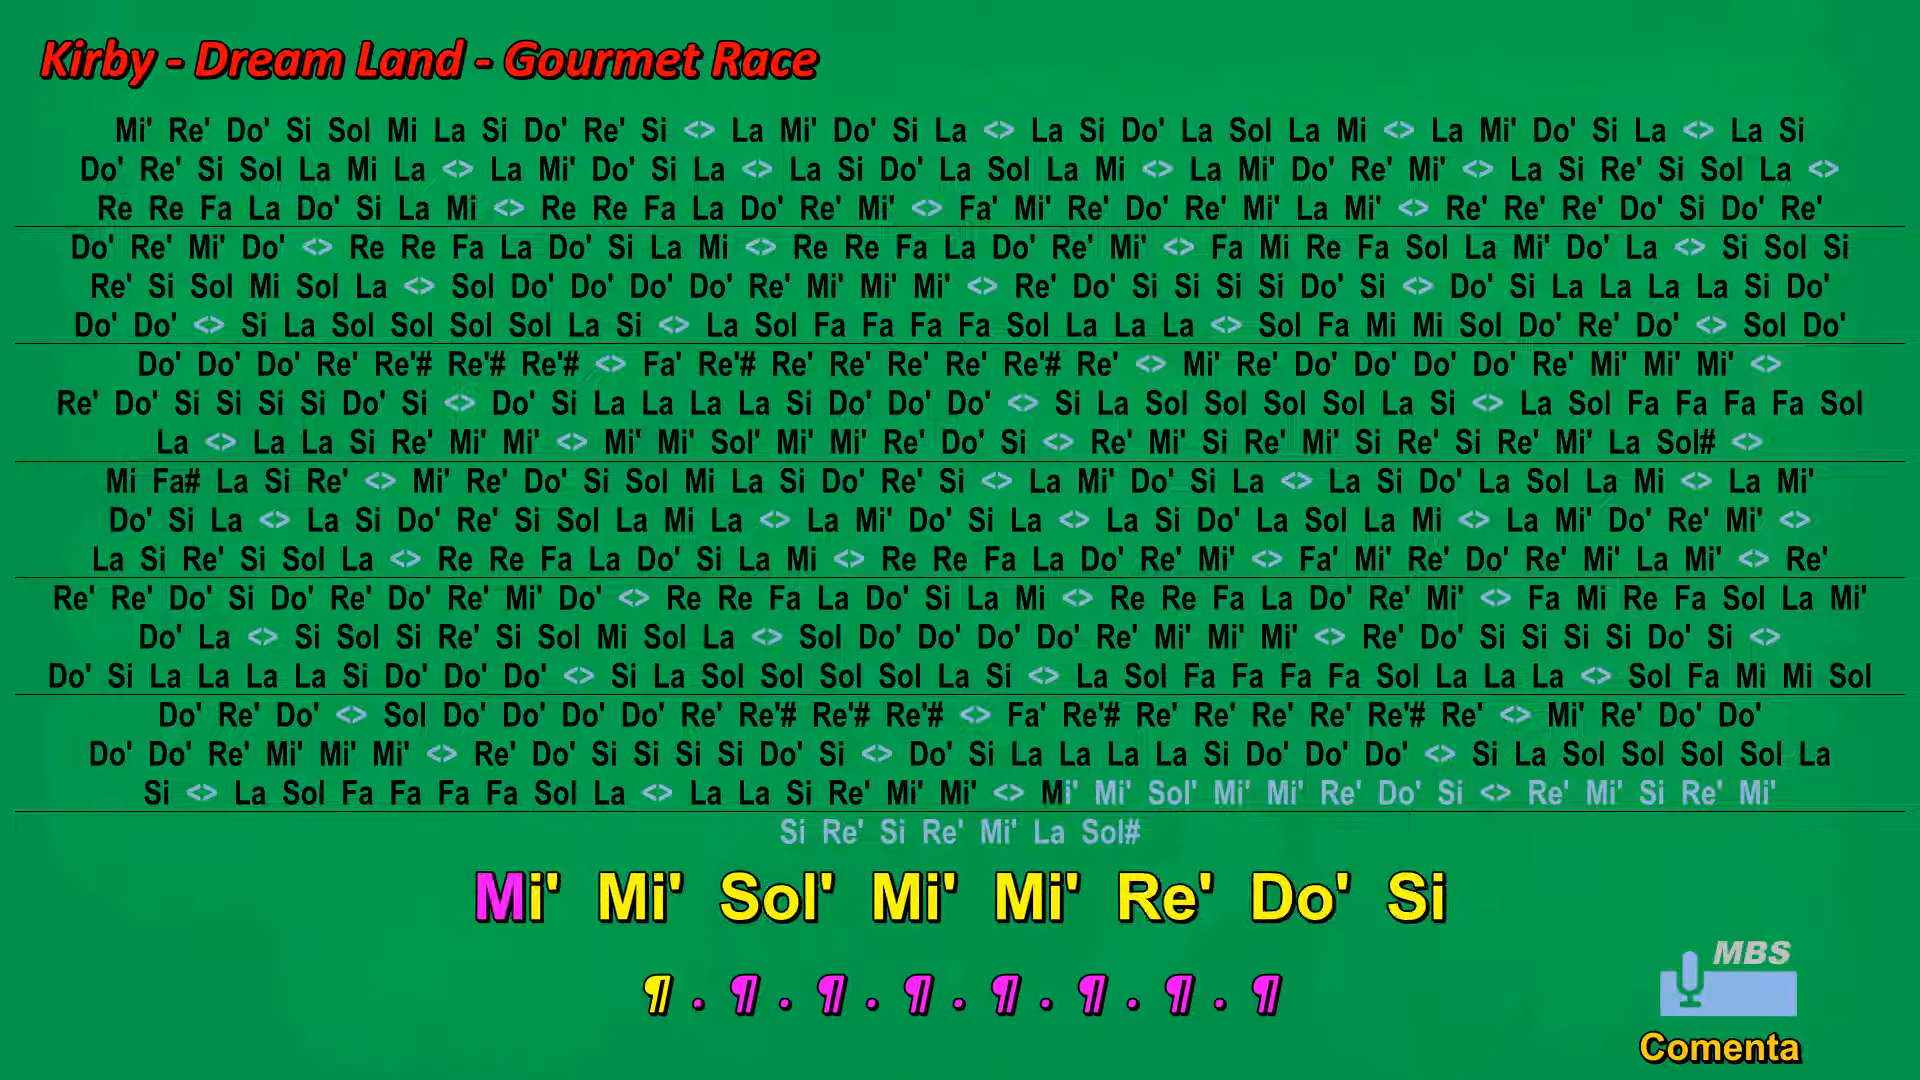 Kirby - Dream Land - Gourmet Race
Mi' Re' Do' Si Sol Mi La Si Do' Re' Si <> La Mi' Do' Si La <> La Si Do' La Sol La Mi <> La Mi' Do' Si La <> La Si
Do' Re' Si Sol La Mi La <> La Mi' Do' Si La <> La Si Do' La Sol La Mi <> La Mi' Do' Re' Mi' <> La Si Re' Si Sol La <>
Re Re Fa La Do' Si La Mi <> Re Re Fa La Do' Re' Mi' <> Fa' Mi' Re' Do' Re' Mi' La Mi' <> Re' Re' Re' Do' Si Do' Re'
Do' Re' Mi' Do' <> Re Re Fa La Do' Si La Mi <> Re Re Fa La Do' Re' Mi' <> Fa Mi Re Fa Sol La Mi' Do' La <> Si Sol Si
Re' Si Sol Mi Sol La <> Sol Do' Do' Do' Do' Re' Mi' Mi' Mi' <> Re' Do' Si Si Si Si Do' Si <> Do' Si La La La La Si Do'
Do' Do' <> Si La Sol Sol Sol Sol La Si <> La Sol Fa Fa Fa Fa Sol La La La <> Sol Fa Mi Mi Sol Do' Re' Do' <> Sol Do'
Do' Do' Do' Re' Re'# Re'# Re'# <> Fa' Re'# Re' Re' Re' Re' Re'# Re' <> Mi' Re' Do' Do' Do' Do' Re' Mi' Mi' Mi' <>
Re' Do' Si Si Si Si Do' Si <> Do' Si La La La La Si Do' Do' Do' <> Si La Sol Sol Sol Sol La Si <> La Sol Fa Fa Fa Fa Sol
La <> La La Si Re' Mi' Mi' <> Mi' Mi' Sol' Mi' Mi' Re' Do' Si <> Re' Mi' Si Re' Mi' Si Re' Si Re' Mi' La Sol# <>
Mi Fa# La Si Re' <> Mi' Re' Do' Si Sol Mi La Si Do' Re' Si <> La Mi' Do' Si La <> La Si Do' La Sol La Mi <> La Mi'
Do' Si La <> La Si Do' Re' Si Sol La Mi La <> La Mi' Do' Si La <> La Si Do' La Sol La Mi <> La Mi' Do' Re' Mi' <>
La Si Re' Si Sol La <> Re Re Fa La Do' Si La Mi <> Re Re Fa La Do' Re' Mi' <> Fa' Mi' Re' Do' Re' Mi' La Mi' <> Re'
Re' Re' Do' Si Do' Re' Do' Re' Mi' Do' <> Re Re Fa La Do' Si La Mi <> Re Re Fa La Do' Re' Mi' <> Fa Mi Re Fa Sol La Mi'
Do' La <> Si Sol Si Re' Si Sol Mi Sol La <> Sol Do' Do' Do' Do' Re' Mi' Mi' Mi' <> Re' Do' Si Si Si Si Do' Si <>
Do' Si La La La La Si Do' Do' Do' <> Si La Sol Sol Sol Sol La Si <> La Sol Fa Fa Fa Fa Sol La La La <> Sol Fa Mi Mi Sol
Do' Re' Do' <> Sol Do' Do' Do' Do' Re' Re'# Re'# Re'# <> Fa' Re'# Re' Re' Re' Re' Re'# Re' <> Mi' Re' Do' Do'
Do' Do' Re' Mi' Mi' Mi' <> Re' Do' Si Si Si Si Do' Si <> Do' Si La La La La Si Do' Do' Do' <> Si La Sol Sol Sol Sol La
Si <> La Sol Fa Fa Fa Fa Sol La <> La La Si Re' Mi' Mi' <> Mi' Mi' Sol' Mi' Mi' Re' Do' Si <> Re' Mi' Si Re' Mi'
Si Re' Si Re' Mi' La Sol#
Mi' Mi' Sol' Mi' Mi' Re' Do' Si
¶ . ¶ . ¶ . ¶ . ¶ . ¶ . ¶ . ¶
MBS
Comenta